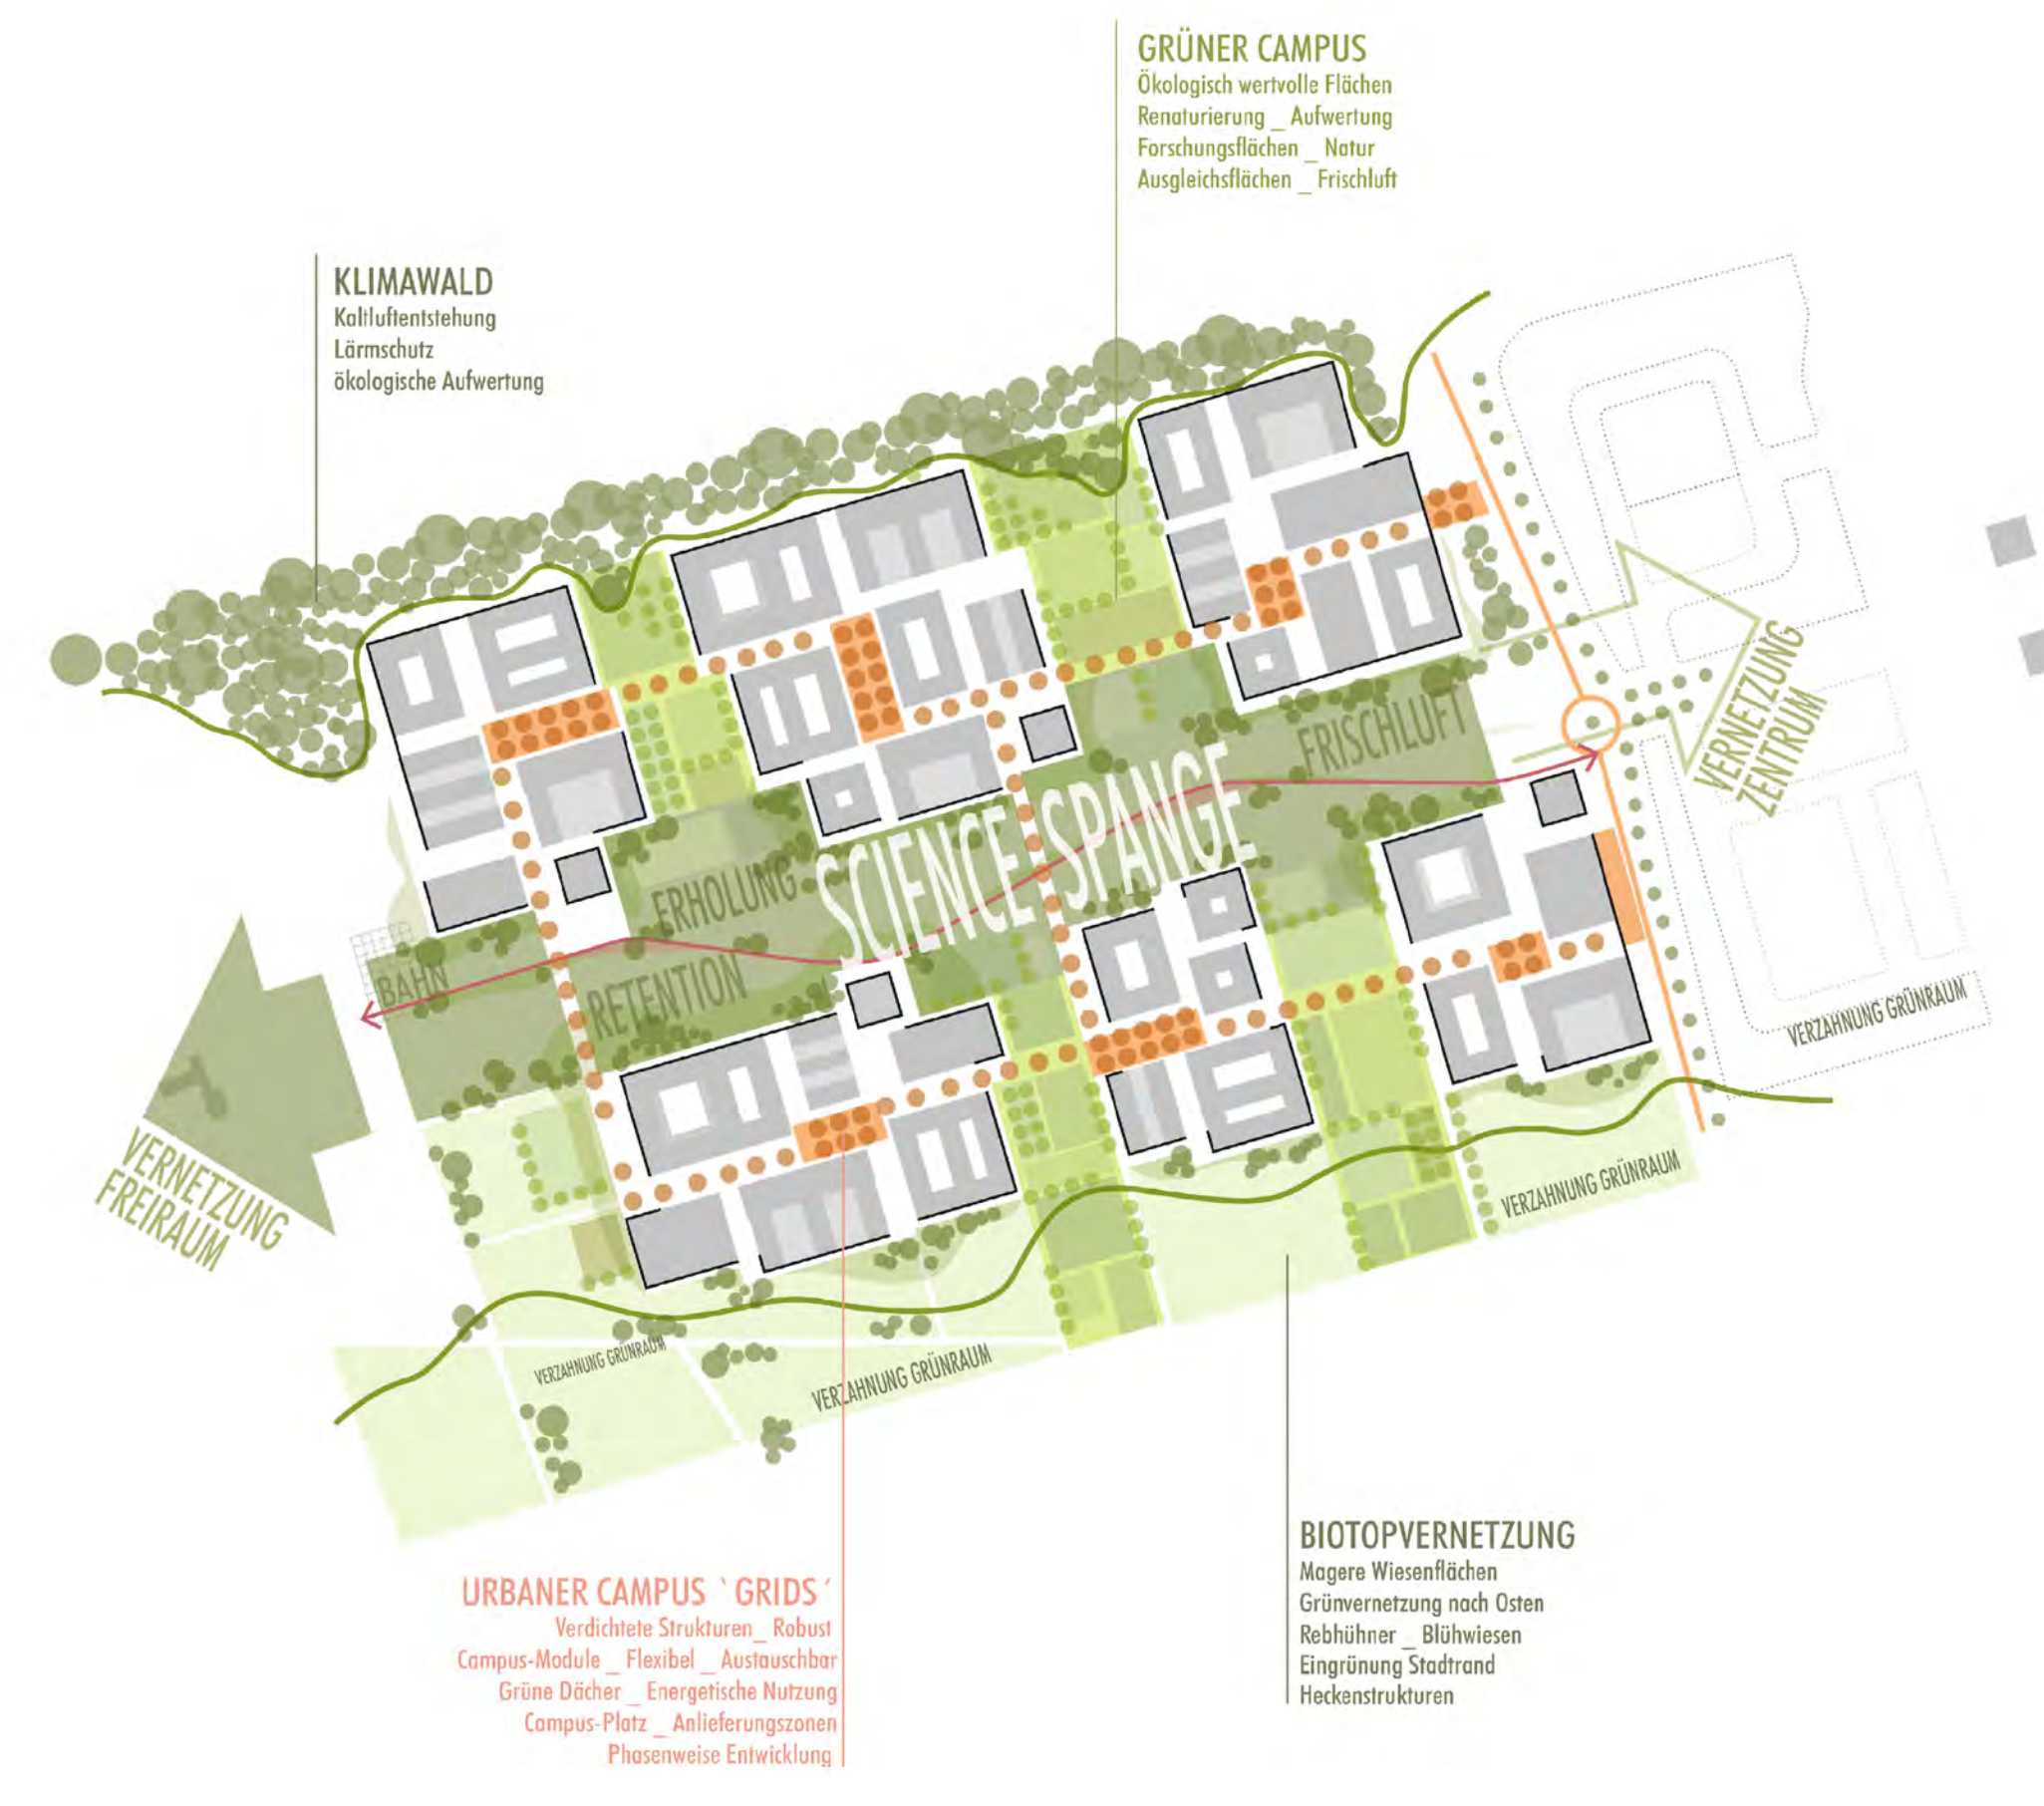 GRÜNER CAMPUS
Ökologisch wertvolle Flächen
Renaturierung _ Aufwertung
Forschungsflächen _ Natur
Ausgleichsflächen _ Frischluft
KLIMAWALD
Kaltluftentstehung
Lärmschutz
ökologische Aufwertung
VERNETZUNG
ZENTRUM
FRISCHLUFT
SCIENCE-SPANGE
ERHOLUNG
RETENTION
BAHN
VERNETZUNG
FREIRAUM
VERZAHNUNG GRÜNRAUM
VERZAHNUNG GRÜNRAUM
VERZAHNUNG GRÜNRAUM
VERZAHNUNG GRÜNRAUM
URBANER CAMPUS `GRIDS´
Verdichtete Strukturen_ Robust
Campus-Module _ Flexibel _ Austauschbar
Grüne Dächer _ Energetische Nutzung
Campus-Platz _ Anlieferungszonen
Phasenweise Entwicklung
BIOTOPVERNETZUNG
Magere Wiesenflächen
Grünvernetzung nach Osten
Rebhühner _ Blühwiesen
Eingrünung Stadtrand
Heckenstrukturen